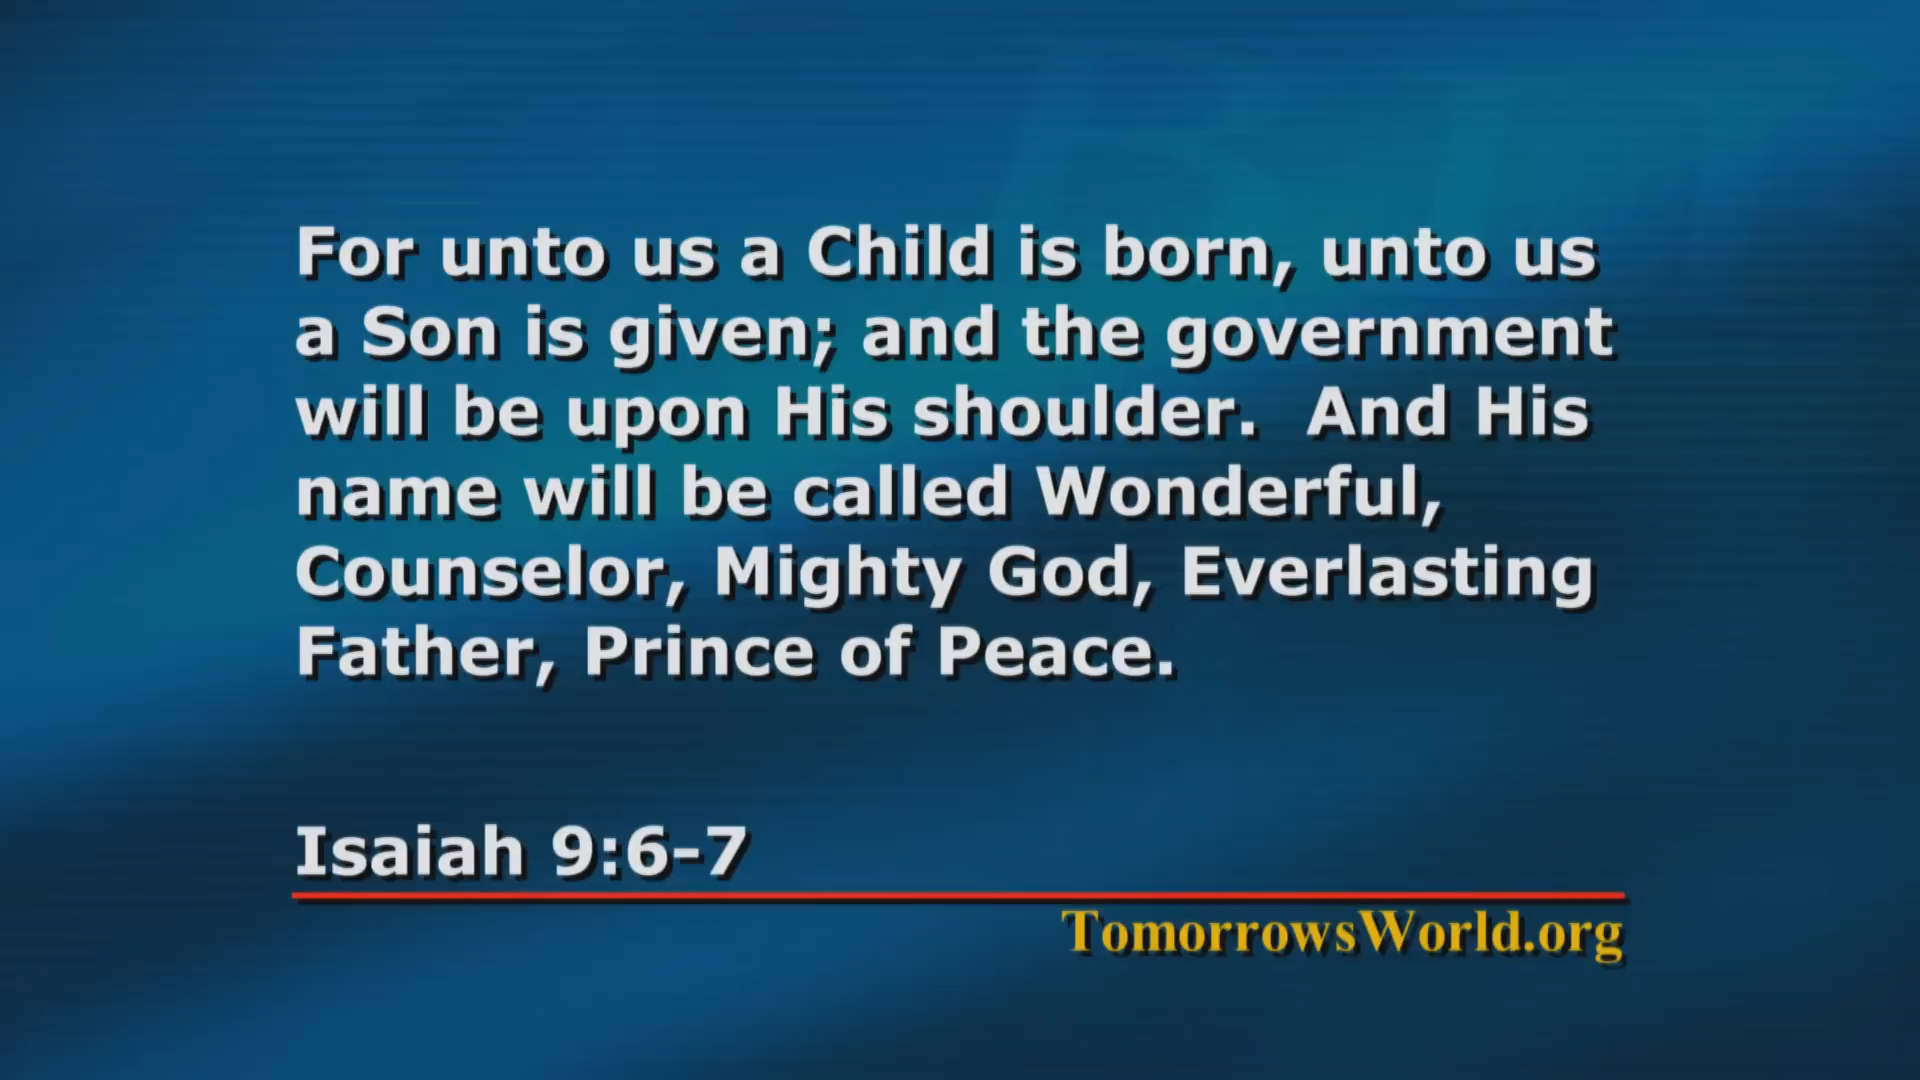 For unto us a Child is born, unto us
a Son is given; and the government
will be upon His shoulder.  And His
name will be called Wonderful,
Counselor, Mighty God, Everlasting
Father, Prince of Peace.
Isaiah 9:6-7
TomorrowsWorld.org